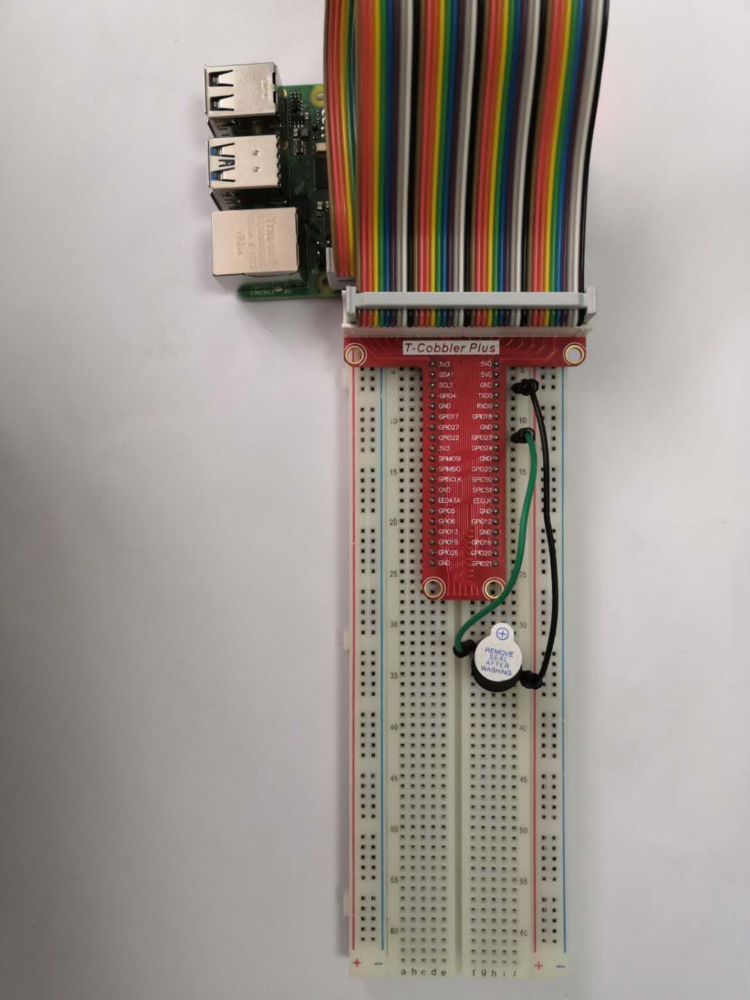 T-Cobbler Plus
3V3 5V0
SDA1 5V0
SCL1 GND
GPIO4 TXD0
GND RXD0
GPIO17 GPIO18
GPIO27 GND
GPIO22 GPIO23
3V3 GPIO24
SPIMOSI GND
SPIMISO GPIO25
SPISCLK SPICS0
GND SPICS1
EEDATA EECLK
GPIO5 GND
GPIO6 GPIO12
GPIO13 GND
GPIO19 GPIO16
GPIO26 GPIO20
GND GPIO21
5
10 10
15 15
20
25 25
30 30
REMOVE
SEAL
AFTER
WASHING
35
40 40
45 45
50 50
55 55
60 60
+ − + −
a b c d e f g h i j